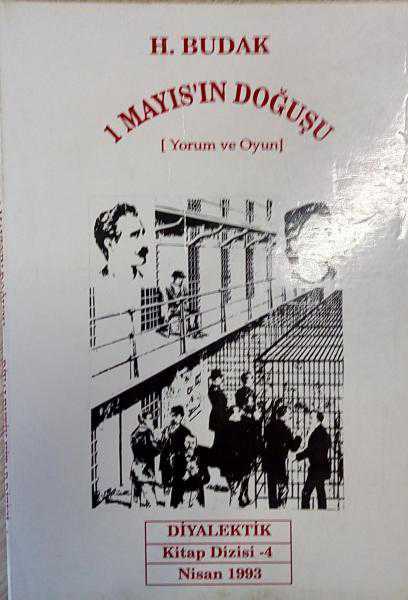 H. BUDAK
1 MAYIS'IN DOĞUŞU
[ Yorum ve Oyun]
DİYALEKTİK
Kitap Dizisi -4
Nisan 1993